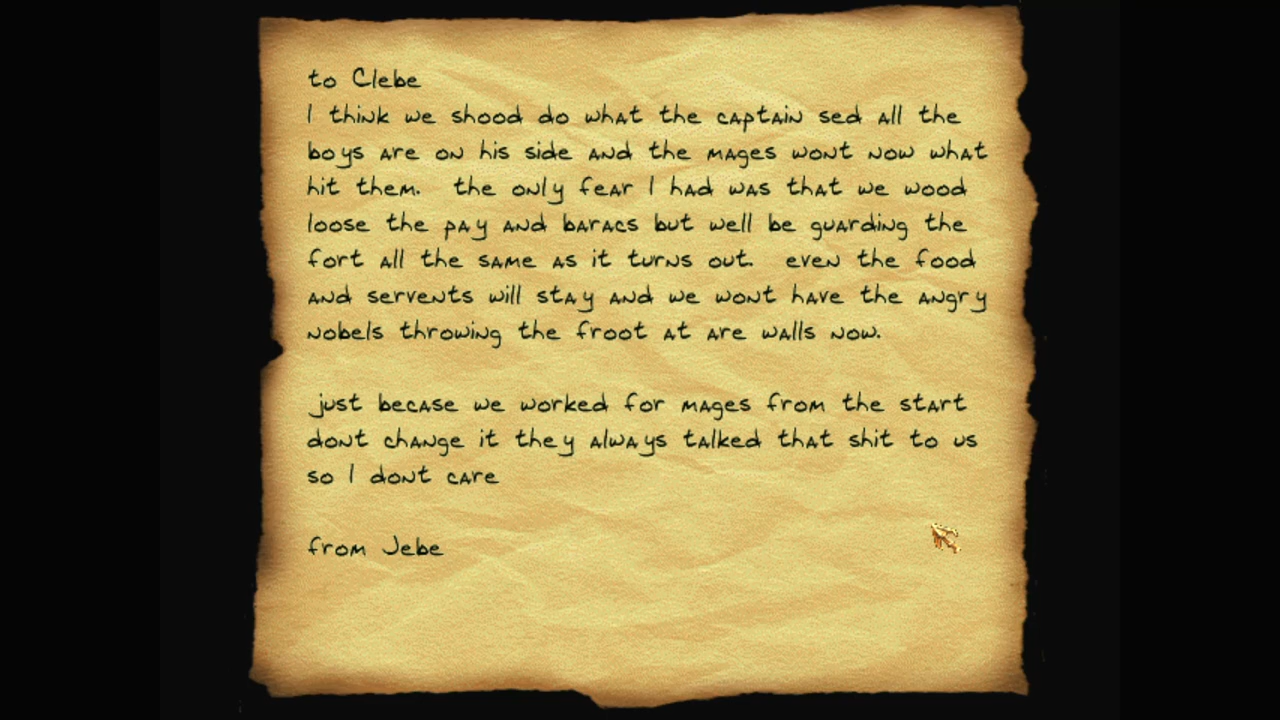 to Clebe
I think we shood do what the captain sed all the
boys are on his side and the mages wont now what
hit them. the only fear I had was that we wood
loose the pay and baracs but well be guarding the
fort all the same as it turns out. even the food
and servents will stay and we wont have the angry
nobels throwing the froot at are walls now.
just becase we worked for mages from the start
dont change it they always talked that shit to us
so I dont care
from Jebe